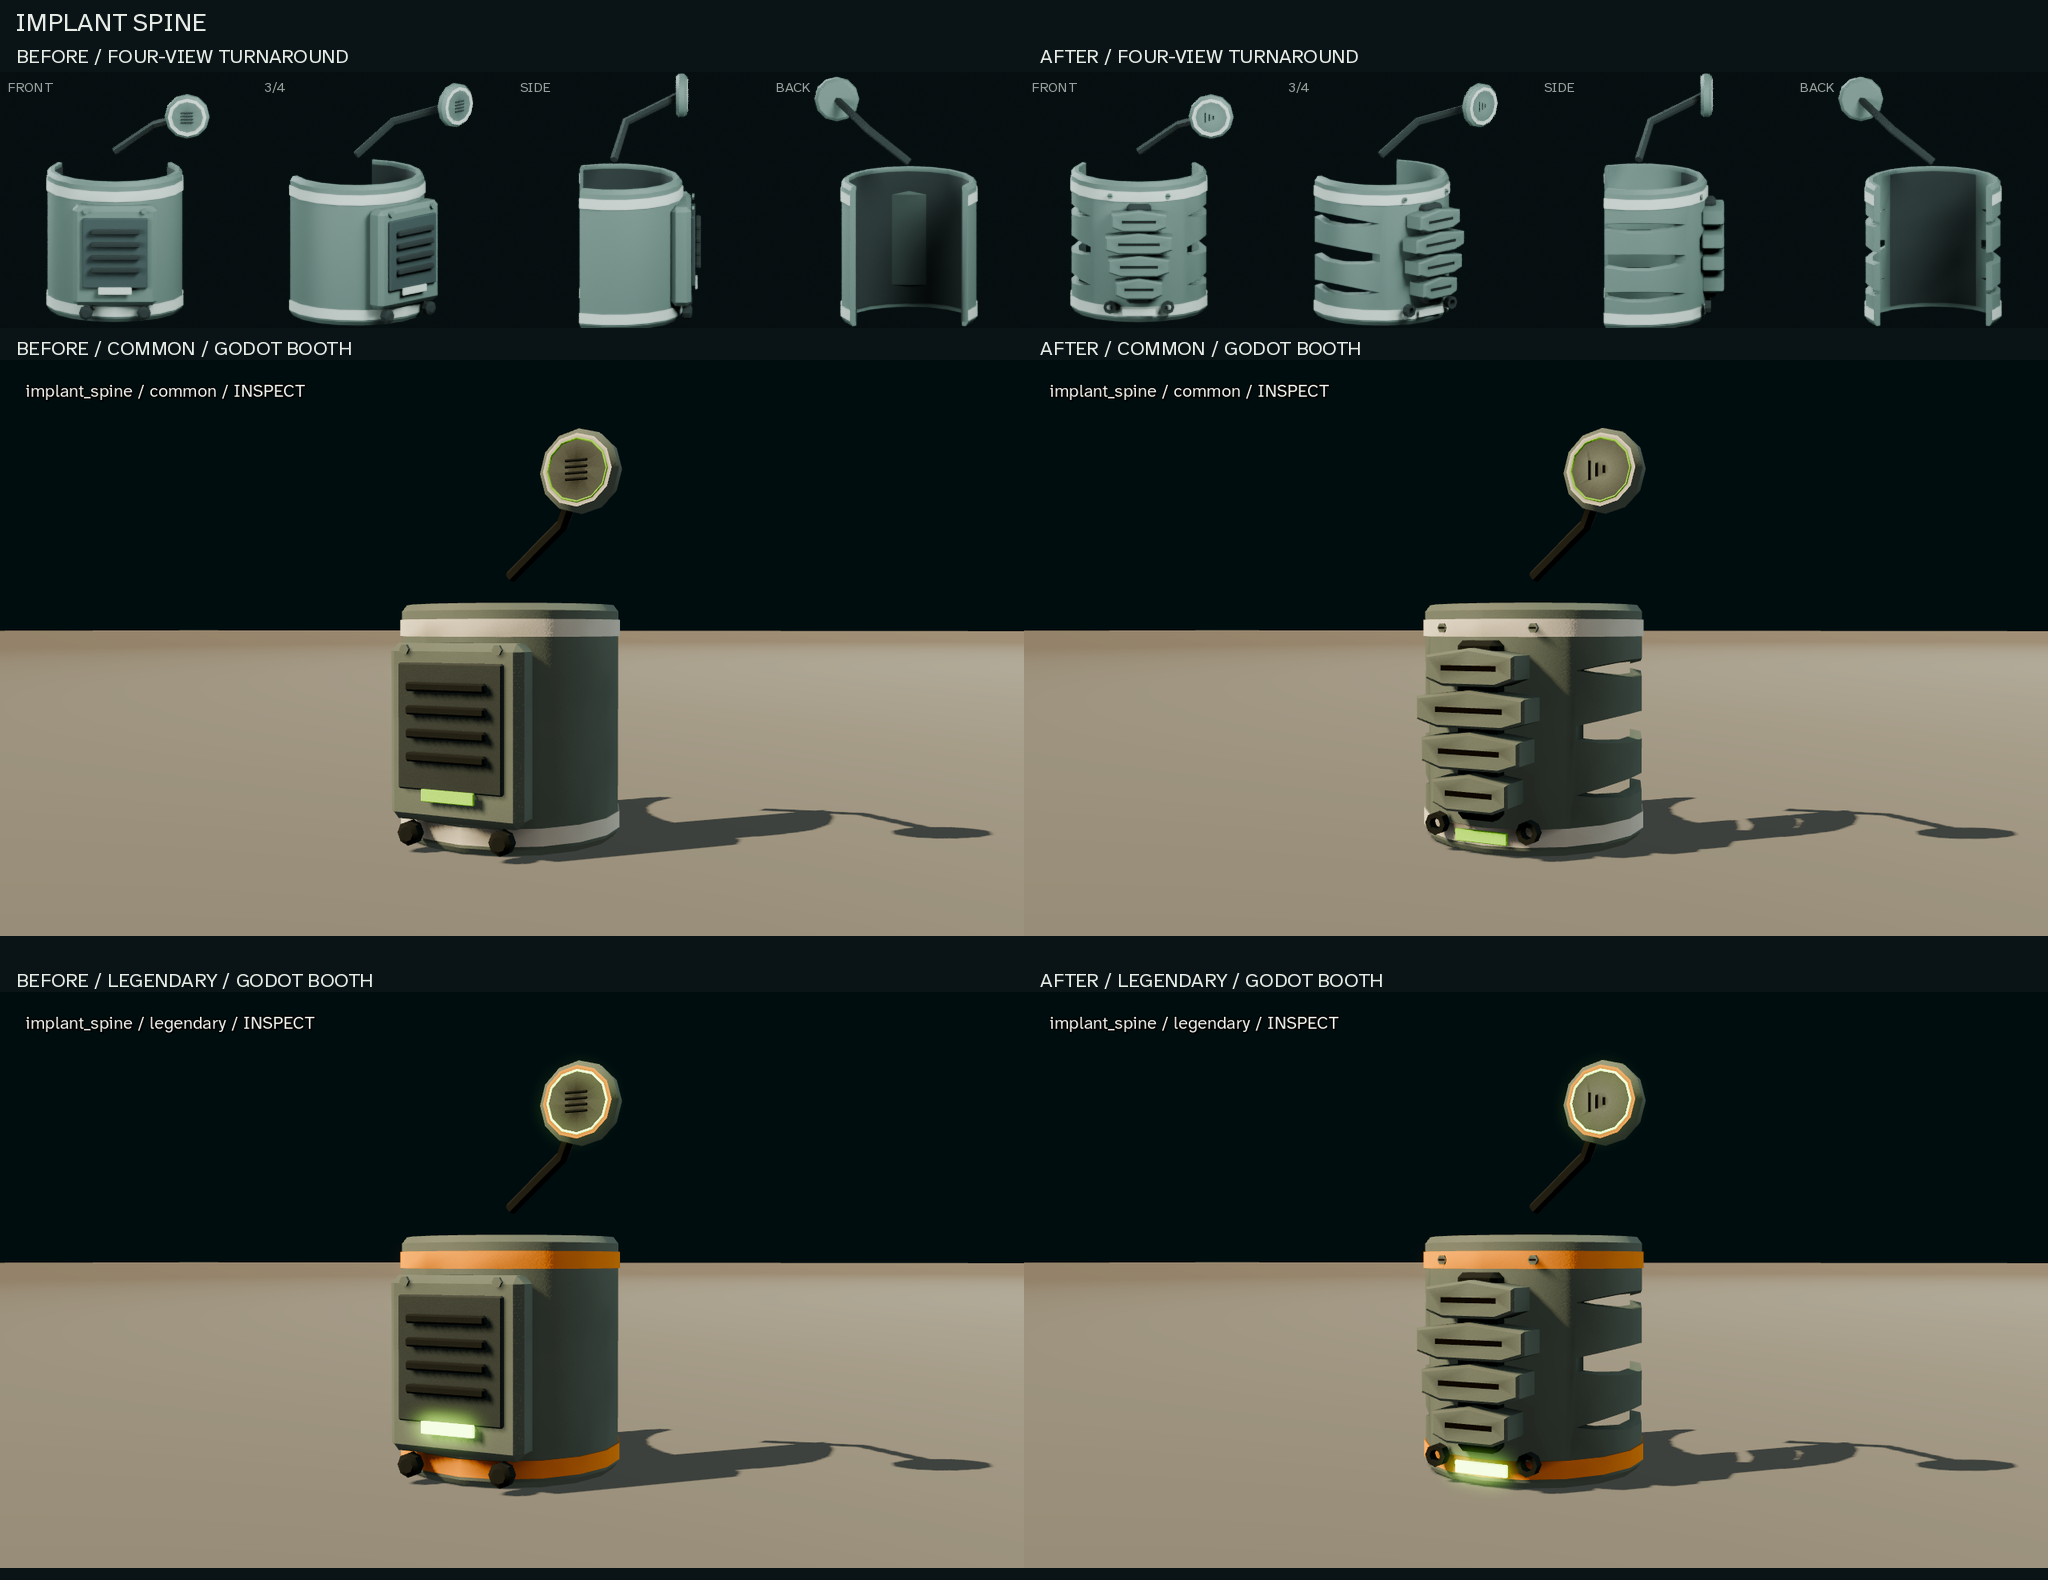 IMPLANT SPINE
BEFORE / FOUR-VIEW TURNAROUND
AFTER / FOUR-VIEW TURNAROUND
FRONT
3/4
SIDE
BACK
FRONT
3/4
SIDE
BACK
BEFORE / COMMON / GODOT BOOTH
AFTER / COMMON / GODOT BOOTH
implant_spine / common / INSPECT
implant_spine / common / INSPECT
BEFORE / LEGENDARY / GODOT BOOTH
AFTER / LEGENDARY / GODOT BOOTH
implant_spine / legendary / INSPECT
implant_spine / legendary / INSPECT